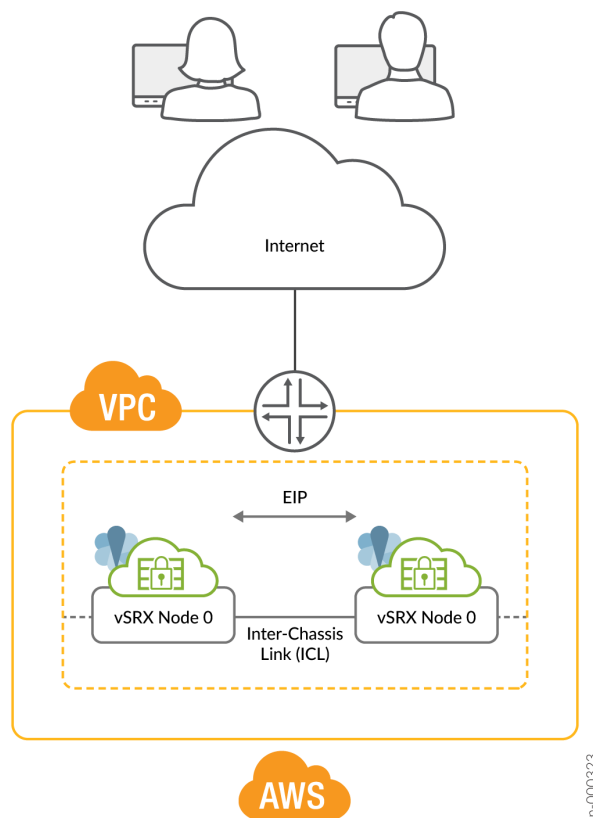 Internet
VPC
EIP
vSRX Node 0
vSRX Node 0
Inter-Chassis
Link (ICL)
AWS